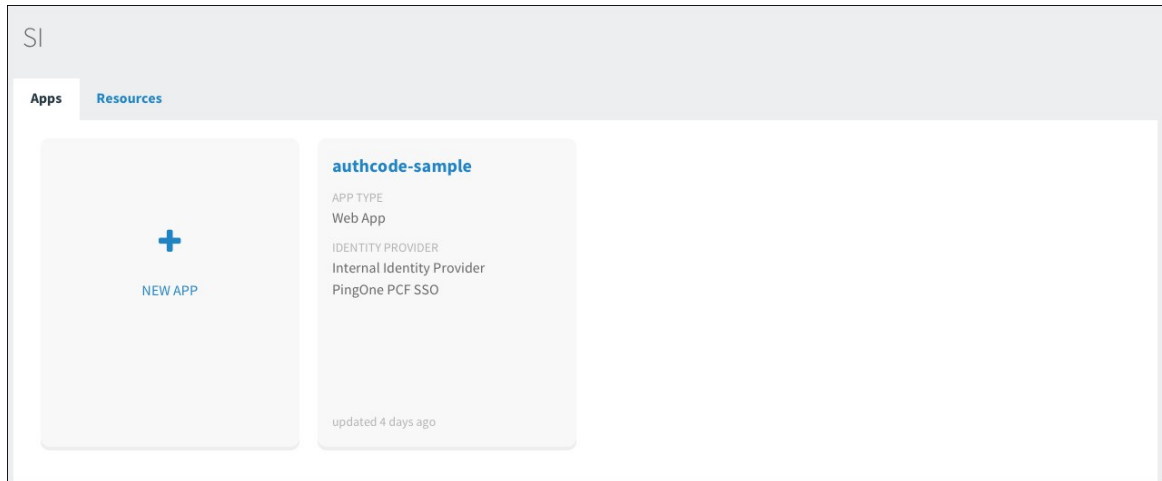 SI
Apps
Resources
NEW APP
authcode-sample
APP TYPE
Web App
IDENTITY PROVIDER
Internal Identity Provider
PingOne PCF SSO
updated 4 days ago